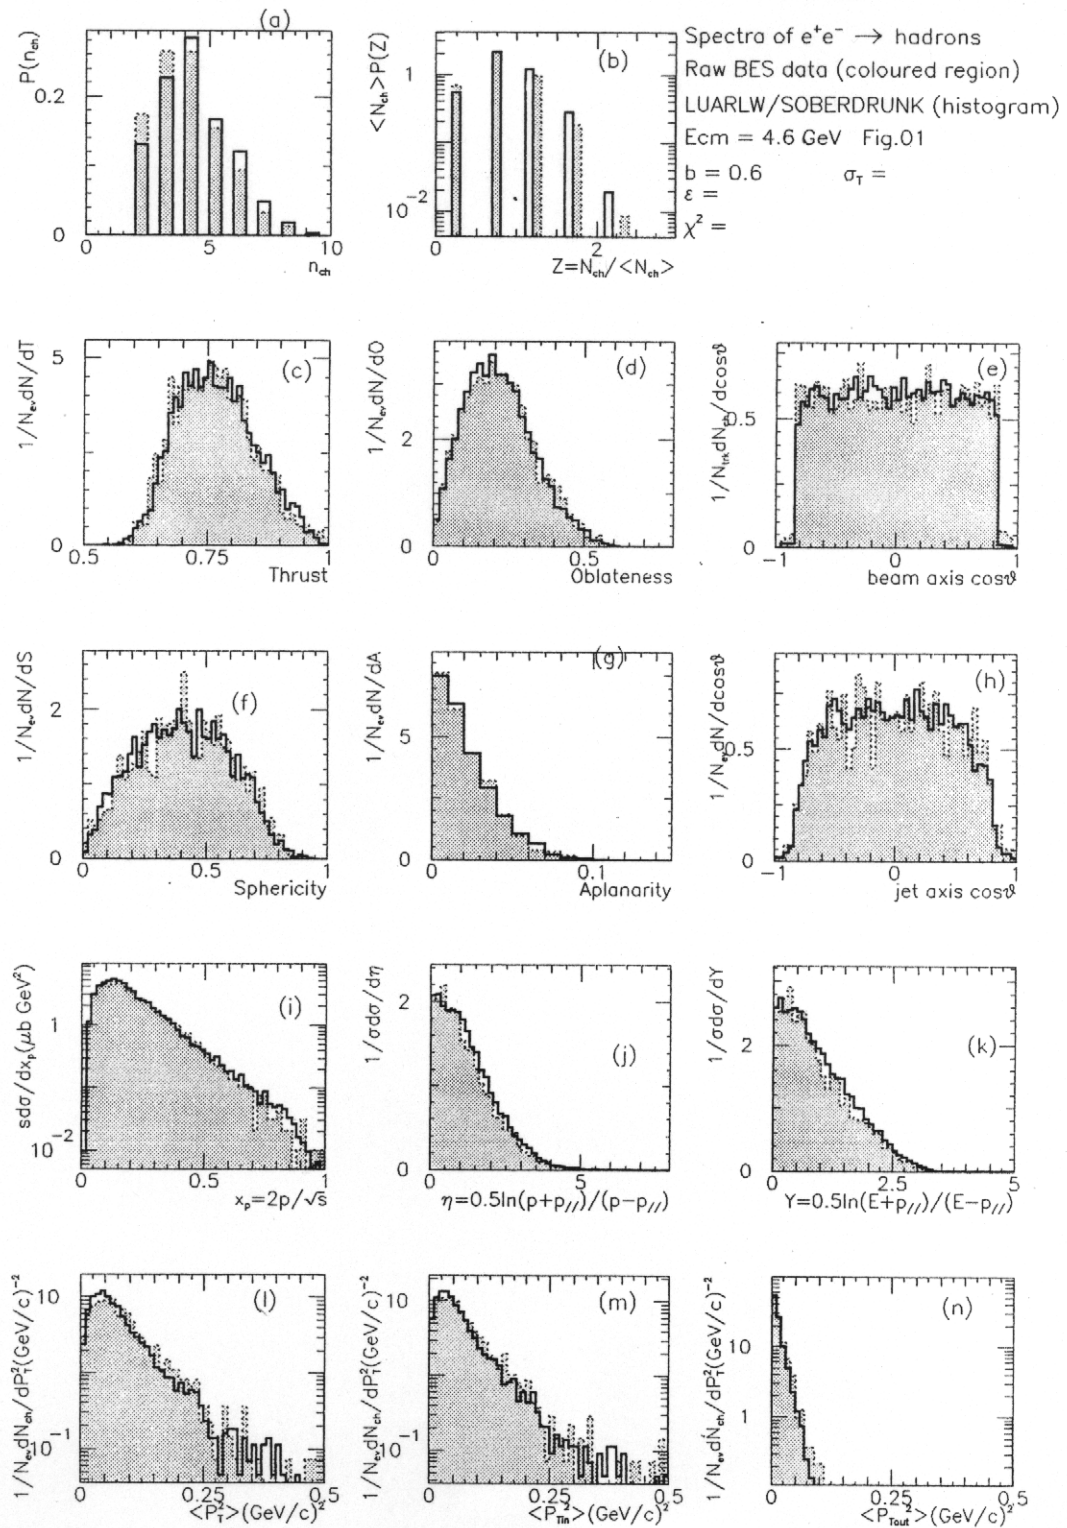 (a)
P(n_ch)
0.2
0
0
5
10
n_ch
(b)
<N_ch>P(Z)
1
10^-2
0
2
Z=N_ch/<N_ch>
Spectra of e⁺e⁻ → hadrons
Raw BES data (coloured region)
LUARLW/SOBERDRUNK (histogram)
Ecm = 4.6 GeV Fig.01
b = 0.6 σ_T =
ε =
χ² =
(c)
1/N_ev dN/dT
5
0
0.5
0.75
1
Thrust
(d)
1/N_ev dN/dO
2
0
0
0.5
Oblateness
(e)
1/N_trk dN_ch/dcosϑ
0.5
0
−1
0
1
beam axis cosϑ
(f)
1/N_ev dN/dS
2
0
0
0.5
1
Sphericity
(g)
1/N_ev dN/dA
5
0
0
0.1
Aplanarity
(h)
1/N_ev dN/dcosϑ
0.5
0
−1
0
1
jet axis cosϑ
(i)
sdσ/dx_p(μb GeV²)
1
10^-2
0
0.5
1
x_p=2p/√s
(j)
1/σdσ/dη
2
0
0
5
η=0.5ln(p+p_//)/(p−p_//)
(k)
1/σdσ/dY
2
0
0
2.5
5
Y=0.5ln(E+p_//)/(E−p_//)
(l)
1/N_ev dN_ch/dP_T²(GeV/c)^-2
10
10^-1
0
0.25
0.5
<P_T²>(GeV/c)²
(m)
1/N_ev dN_ch/dP_T²(GeV/c)^-2
10
10^-1
0
0.25
0.5
<P_Tin²>(GeV/c)²
(n)
1/N_ev dN_ch/dP_T²(GeV/c)^-2
10
1
0
0.25
0.5
<P_Tout²>(GeV/c)²